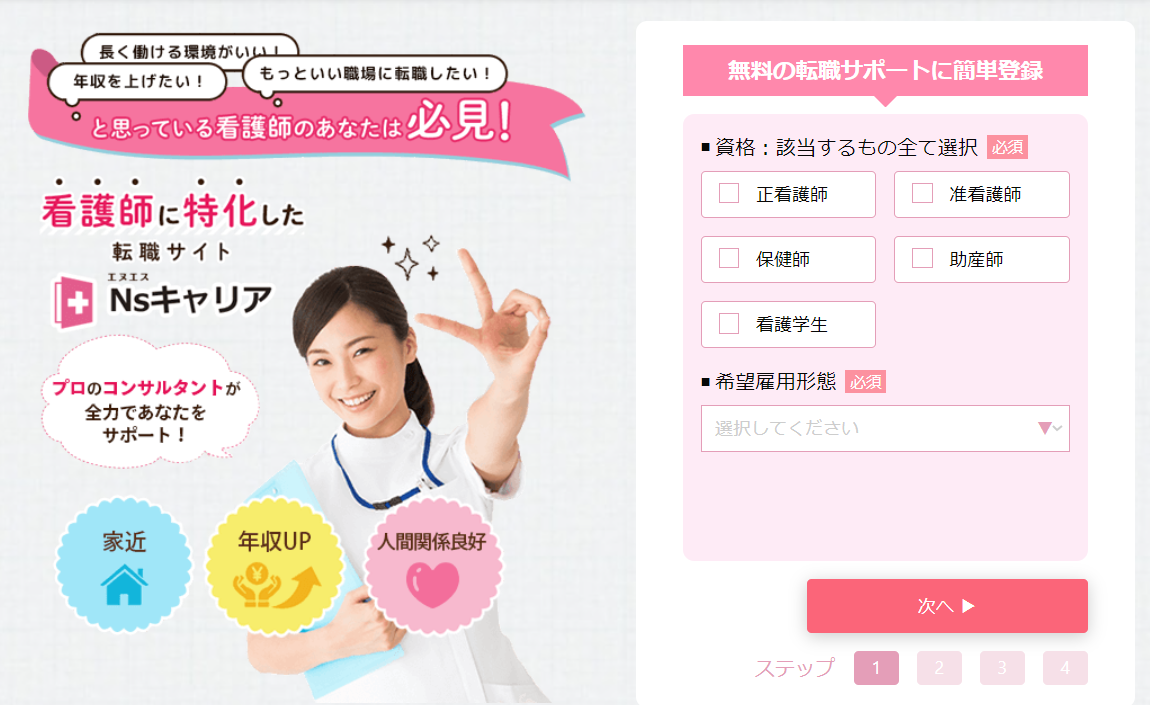 長く働ける環境がいい！
年収を上げたい！
もっといい職場に転職したい！
と思っている看護師のあなたは必見！
看護師に特化した
転職サイト
エヌエス
Nsキャリア
プロのコンサルタントが
全力であなたを
サポート！
家近
年収UP
人間関係良好
無料の転職サポートに簡単登録
■ 資格：該当するもの全て選択 必須
正看護師 准看護師
保健師 助産師
看護学生
■ 希望雇用形態 必須
選択してください
次へ ▶
ステップ 1 2 3 4